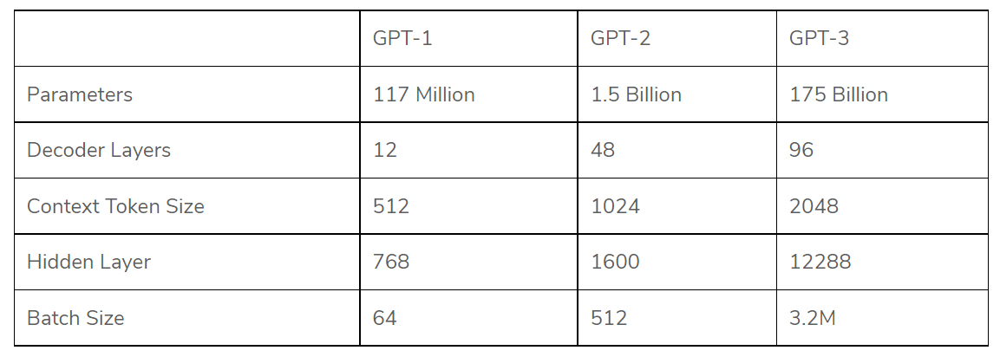 GPT-1 GPT-2 GPT-3
Parameters 117 Million 1.5 Billion 175 Billion
Decoder Layers 12 48 96
Context Token Size 512 1024 2048
Hidden Layer 768 1600 12288
Batch Size 64 512 3.2M